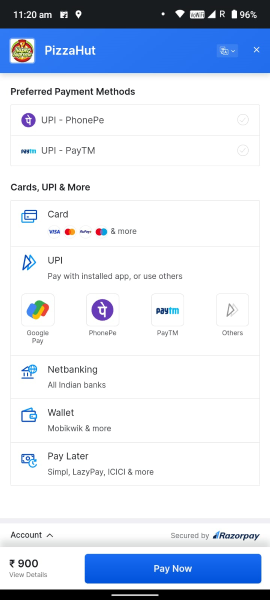 11:20 am
VoWiFi
R
96%
PizzaHut
Preferred Payment Methods
UPI - PhonePe
UPI - PayTM
Cards, UPI & More
Card
VISA RuPay & more
UPI
Pay with installed app, or use others
Google Pay
PhonePe
paytm
PayTM
Others
Netbanking
All Indian banks
Wallet
Mobikwik & more
Pay Later
Simpl, LazyPay, ICICI & more
Account
Secured by Razorpay
₹ 900
View Details
Pay Now